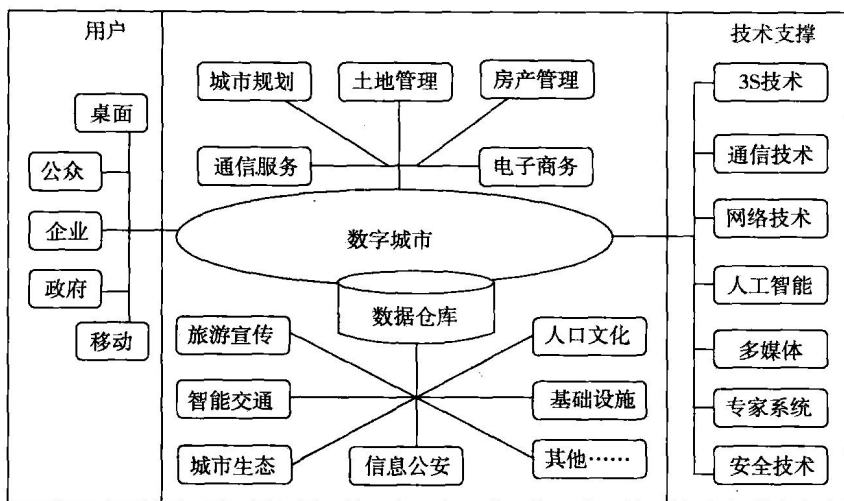 用户
技术支撑
桌面
公众
企业
政府
移动
城市规划
土地管理
房产管理
通信服务
电子商务
数字城市
数据仓库
旅游宣传
人口文化
智能交通
基础设施
城市生态
信息公安
其他……
3S技术
通信技术
网络技术
人工智能
多媒体
专家系统
安全技术